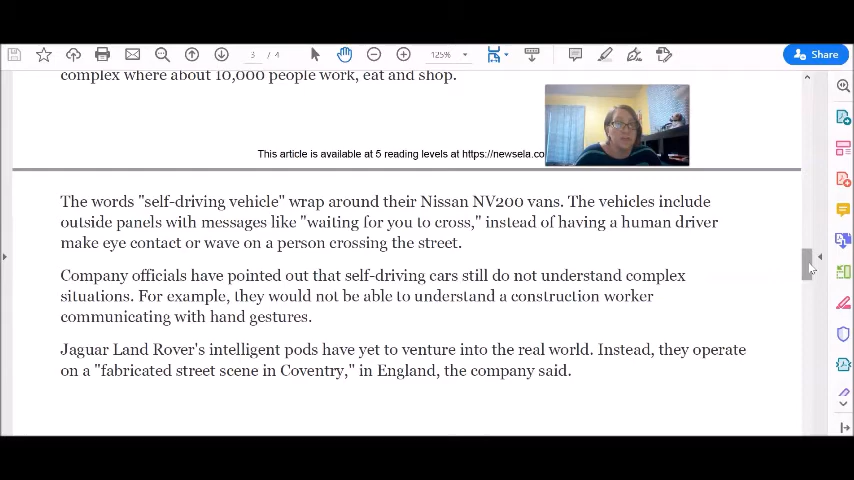 3 / 4
125%
Share
complex where about 10,000 people work, eat and shop.
This article is available at 5 reading levels at https://newsela.co
The words "self-driving vehicle" wrap around their Nissan NV200 vans. The vehicles include
outside panels with messages like "waiting for you to cross," instead of having a human driver
make eye contact or wave on a person crossing the street.
Company officials have pointed out that self-driving cars still do not understand complex
situations. For example, they would not be able to understand a construction worker
communicating with hand gestures.
Jaguar Land Rover's intelligent pods have yet to venture into the real world. Instead, they operate
on a "fabricated street scene in Coventry," in England, the company said.